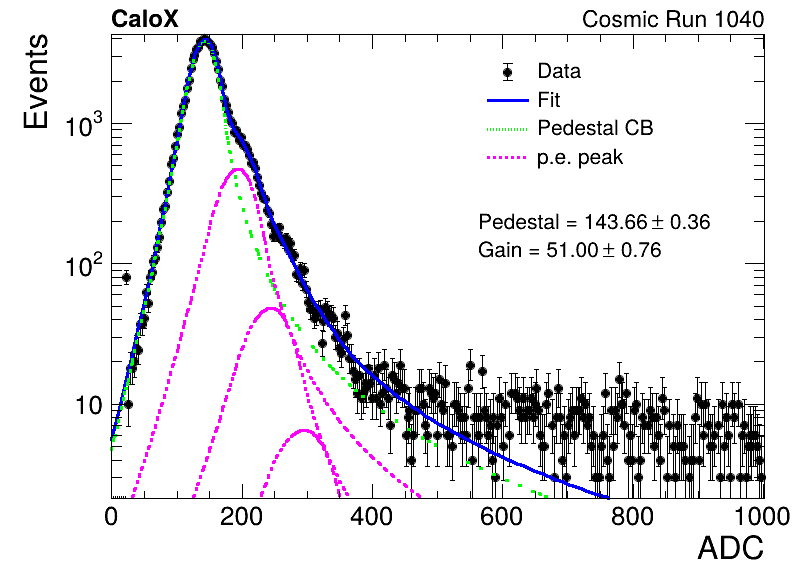 CaloX Cosmic Run 1040
Events
Data
Fit
Pedestal CB
p.e. peak
Pedestal = 143.66 ± 0.36
Gain = 51.00 ± 0.76
10³
10²
10
0 200 400 600 800 1000
ADC